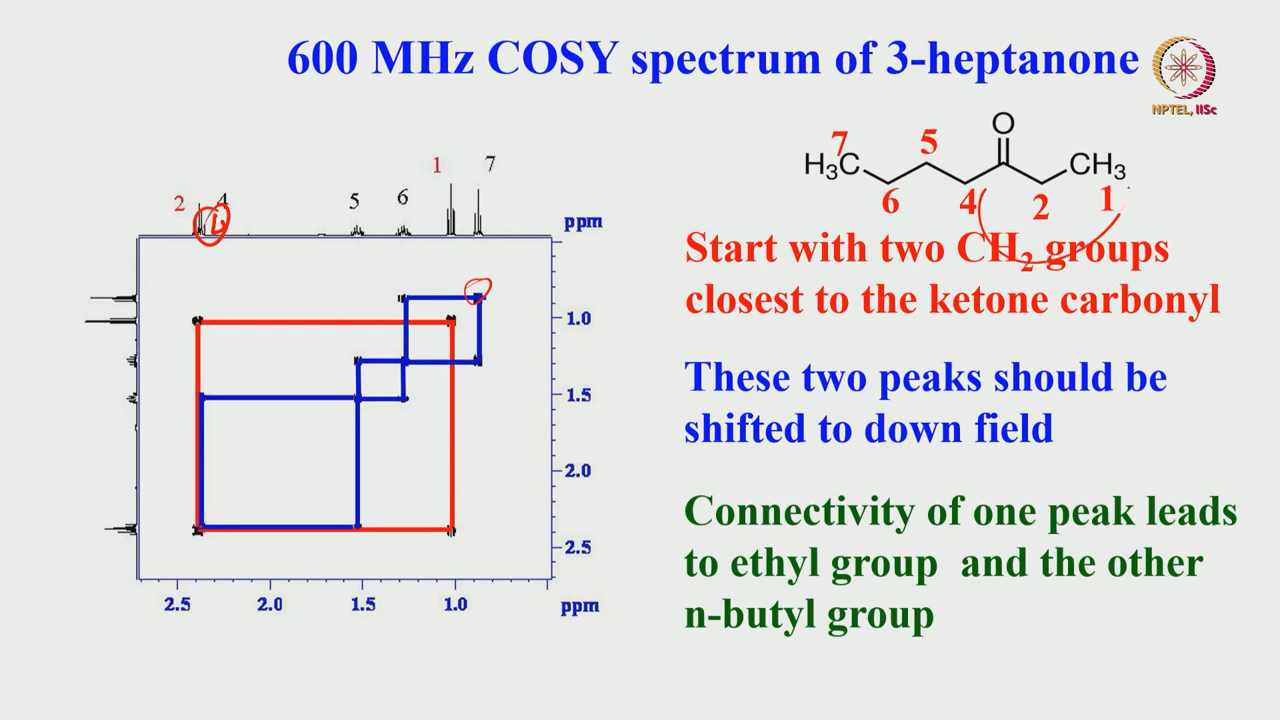 600 MHz COSY spectrum of 3-heptanone
NPTEL, IISc
2 4 5 6 1 7
ppm
1.0
1.5
2.0
2.5
2.5 2.0 1.5 1.0 ppm
O
7 5
H₃C CH₃
6 4 2 1
Start with two CH₂ groups
closest to the ketone carbonyl
These two peaks should be
shifted to down field
Connectivity of one peak leads
to ethyl group and the other
n-butyl group